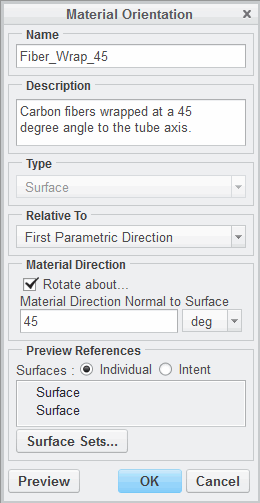 Material Orientation
Name
Fiber_Wrap_45
Description
Carbon fibers wrapped at a 45
degree angle to the tube axis.
Type
Surface
Relative To
First Parametric Direction
Material Direction
Rotate about...
Material Direction Normal to Surface
45 deg
Preview References
Surfaces : Individual Intent
Surface
Surface
Surface Sets...
Preview OK Cancel